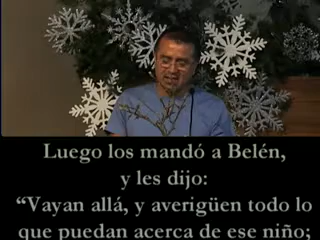 Luego los mandó a Belén,
y les dijo:
“Vayan allá, y averigüen todo lo
que puedan acerca de ese niño;